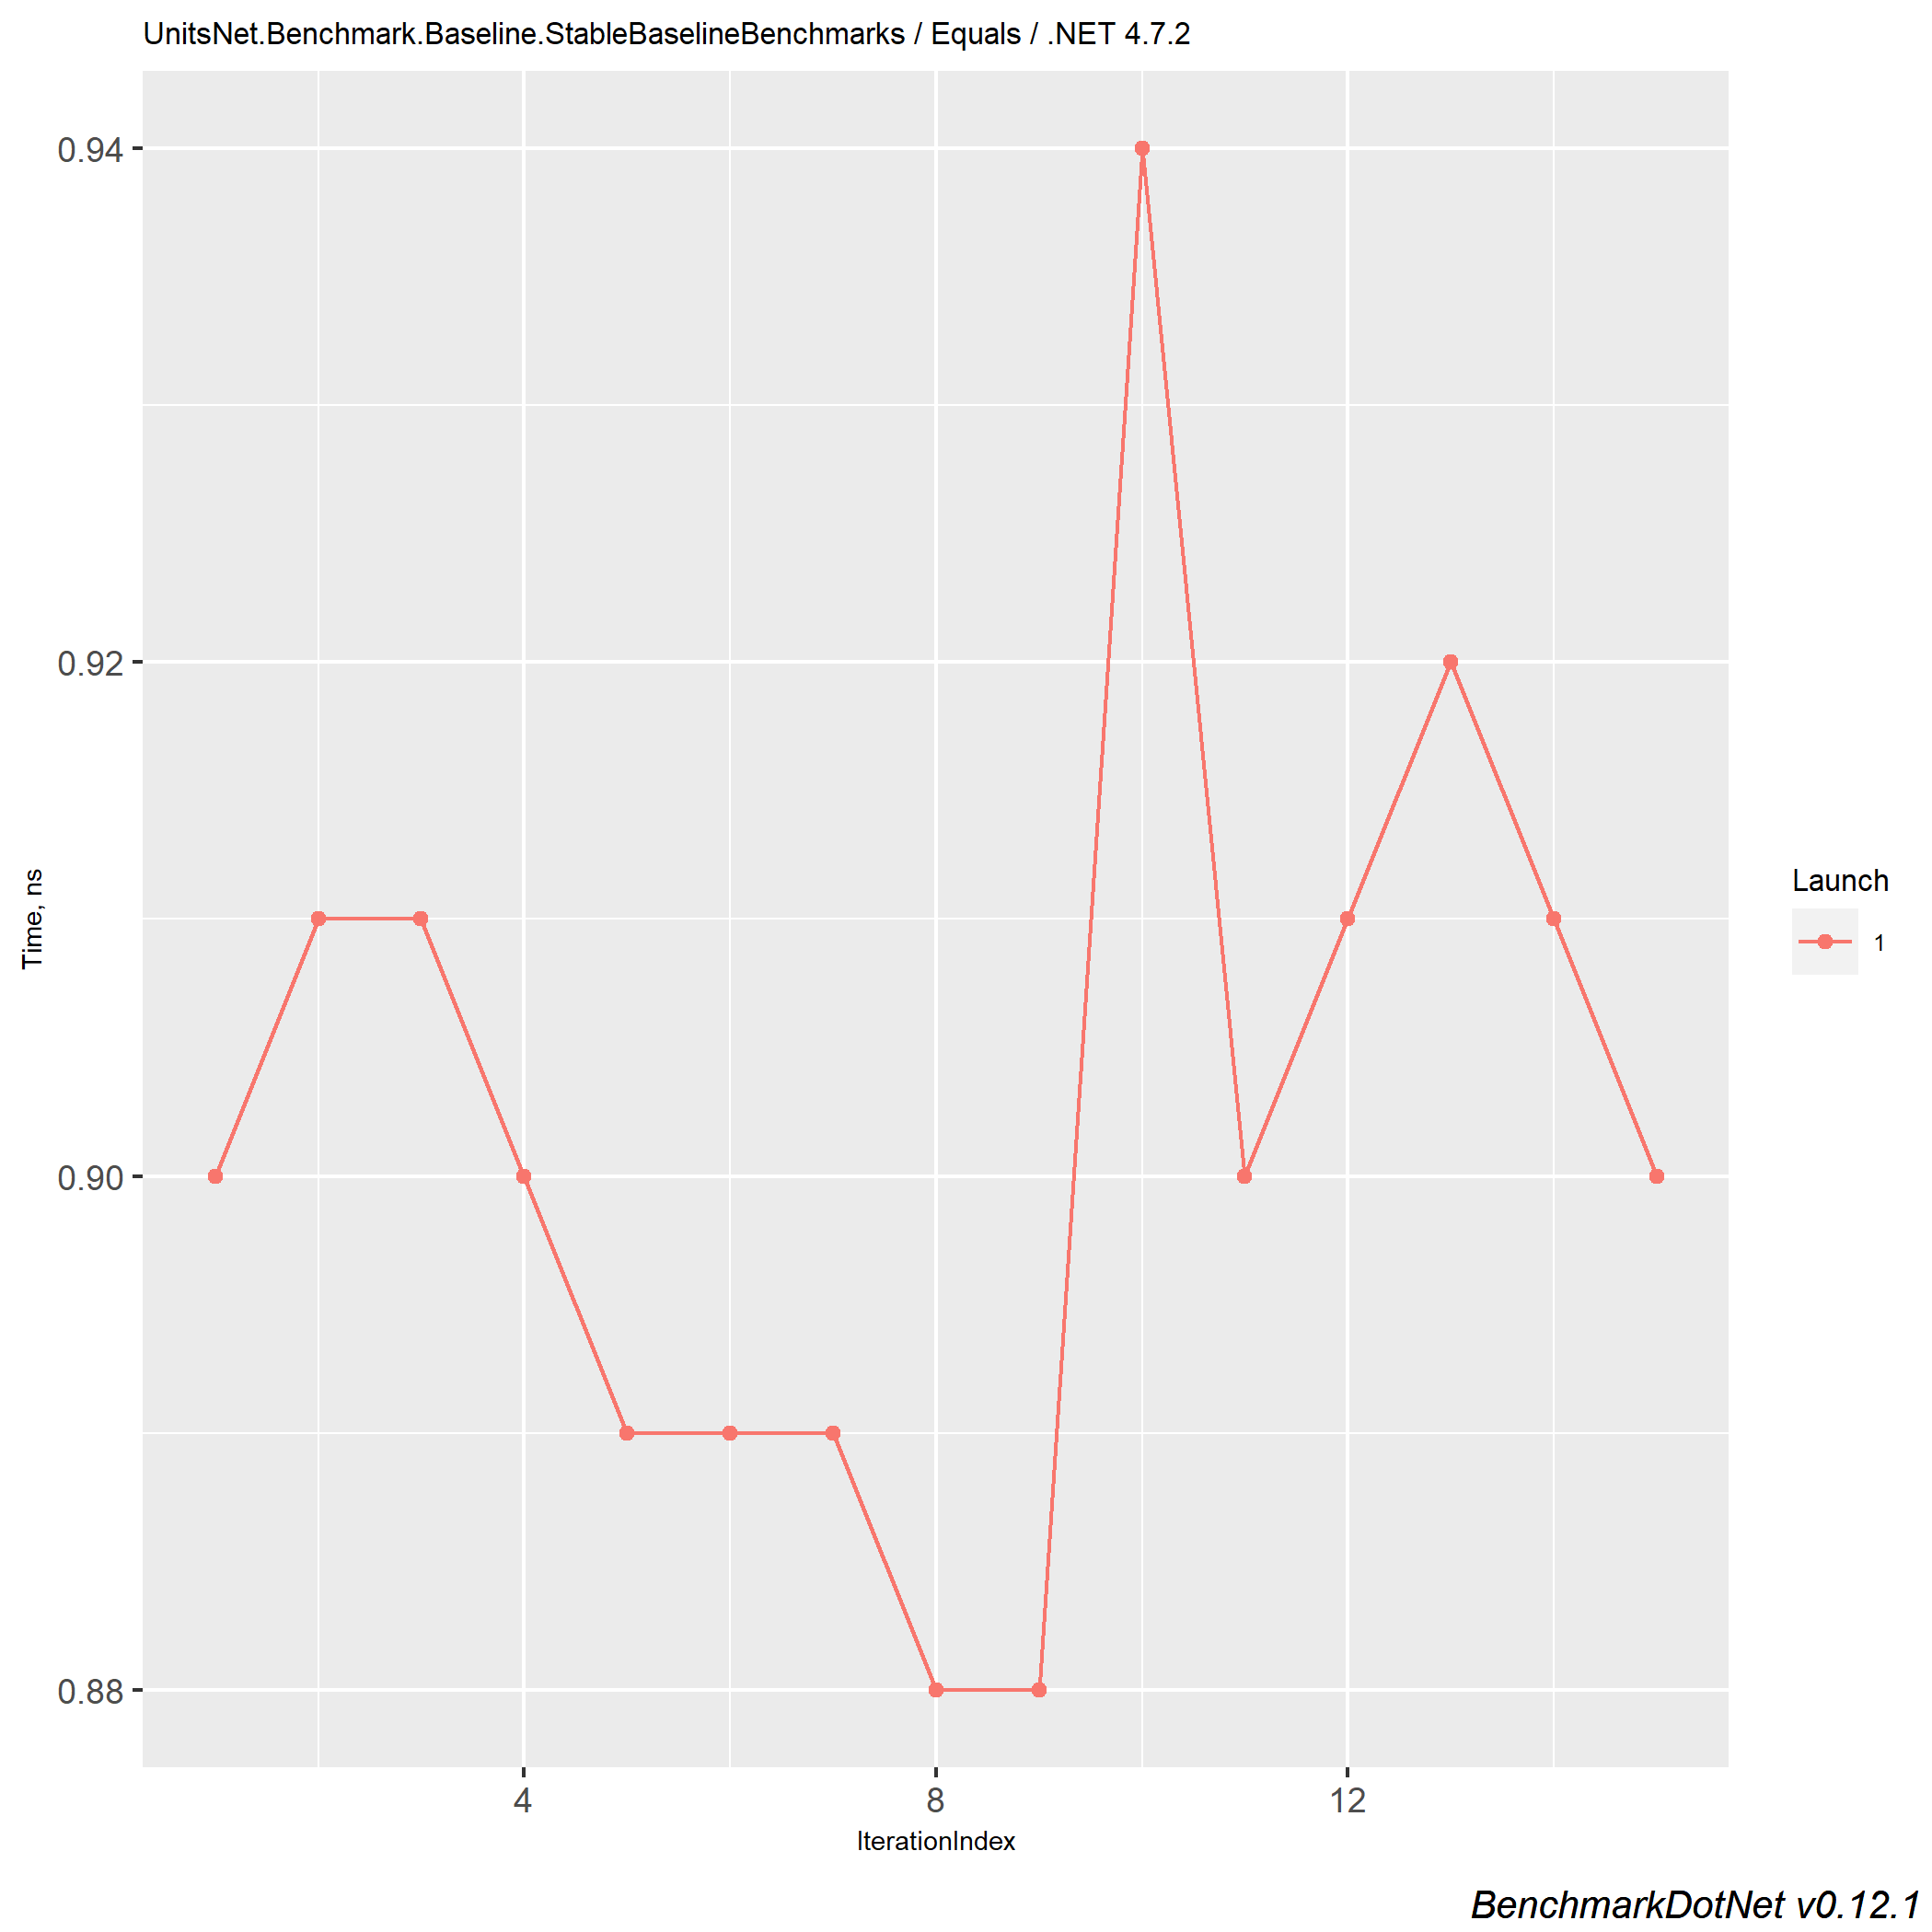 UnitsNet.Benchmark.Baseline.StableBaselineBenchmarks / Equals / .NET 4.7.2
0.94
0.92
0.90
0.88
Time, ns
4 8 12
IterationIndex
Launch
1
BenchmarkDotNet v0.12.1